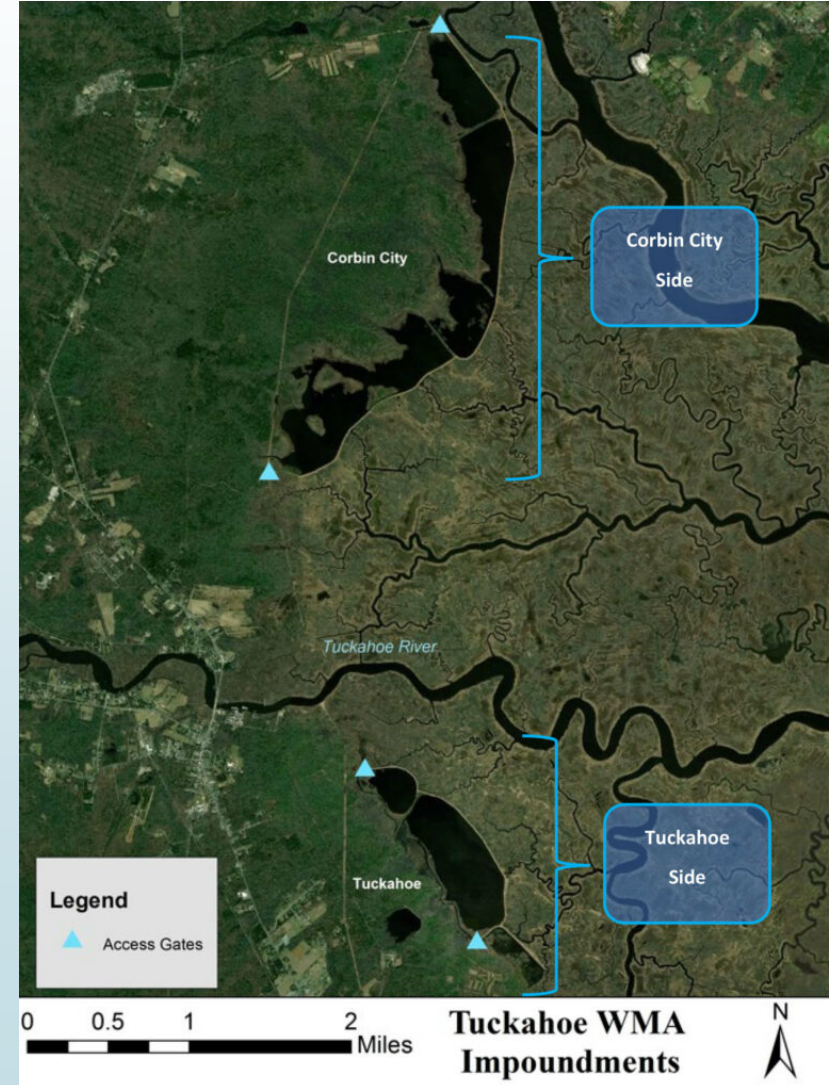 Corbin City
Corbin City
Side
Tuckahoe River
Tuckahoe
Tuckahoe
Side
Legend
Access Gates
0 0.5 1 2
Miles
Tuckahoe WMA
Impoundments
N